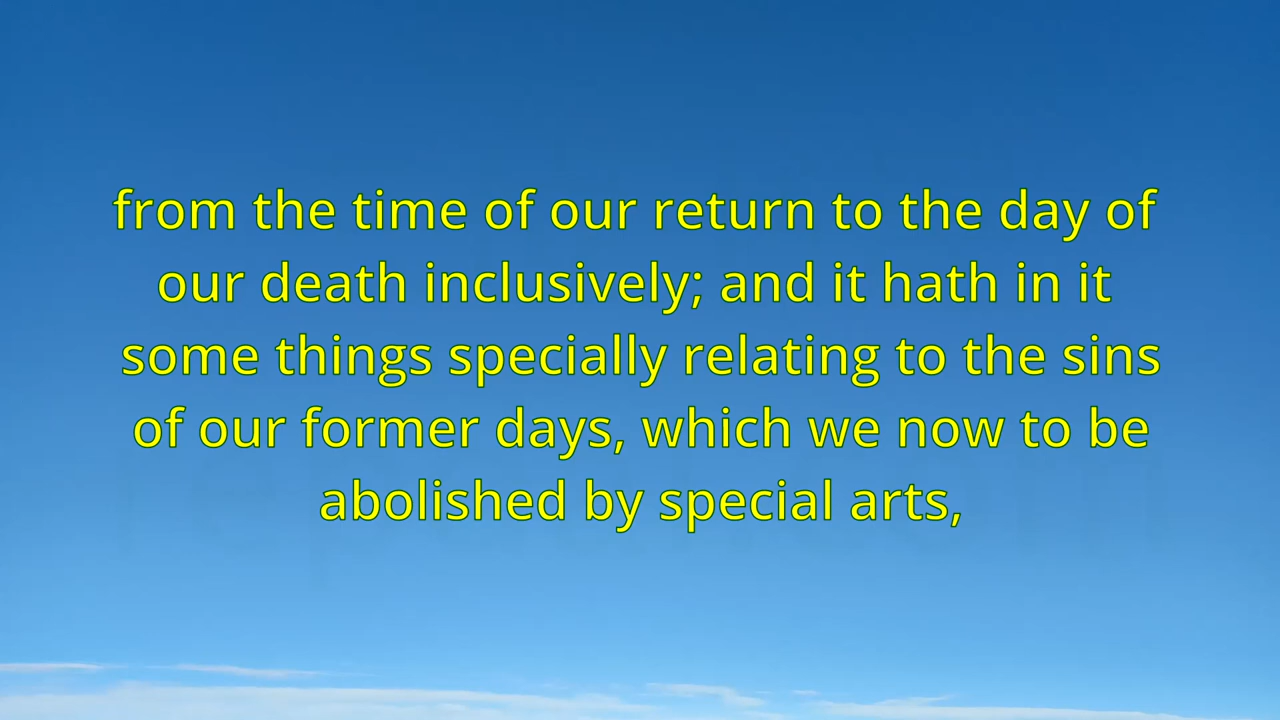 from the time of our return to the day of
our death inclusively; and it hath in it
some things specially relating to the sins
of our former days, which we now to be
abolished by special arts,